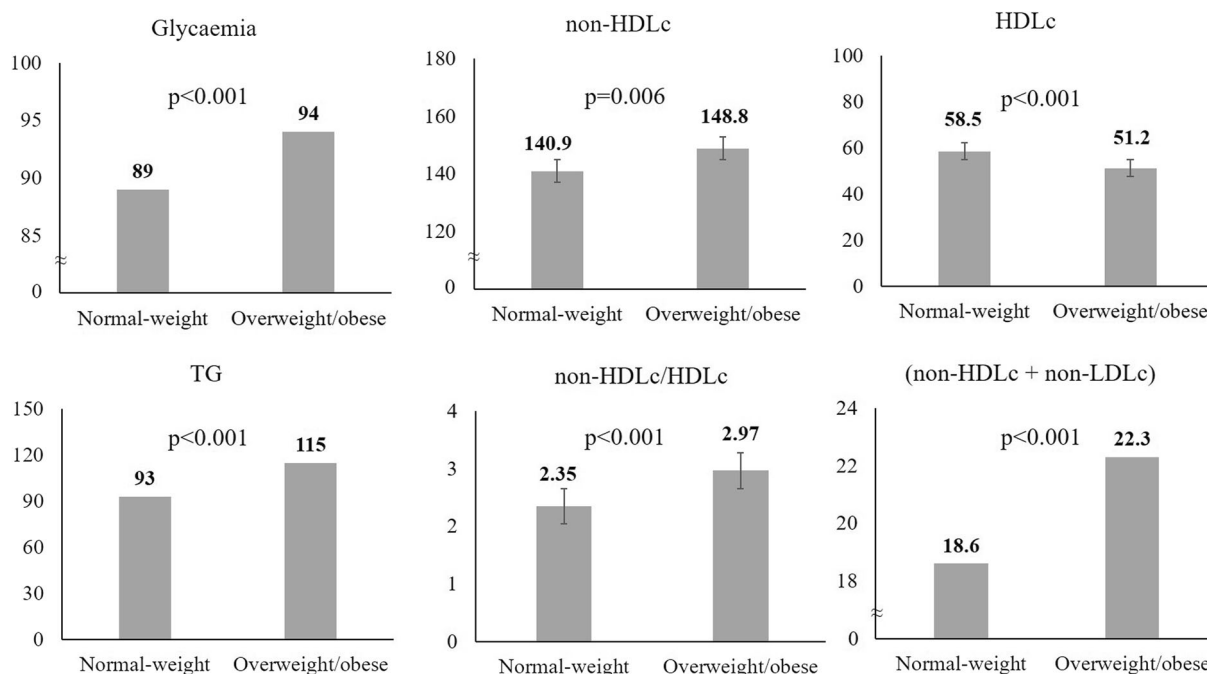 Glycaemia
100
95
90
85
0
p<0.001
89
94
Normal-weight
Overweight/obese
non-HDLc
180
160
140
120
0
p=0.006
140.9
148.8
Normal-weight
Overweight/obese
HDLc
100
80
60
40
20
0
p<0.001
58.5
51.2
Normal-weight
Overweight/obese
TG
150
120
90
60
30
0
p<0.001
93
115
Normal-weight
Overweight/obese
non-HDLc/HDLc
4
3
2
1
0
p<0.001
2.35
2.97
Normal-weight
Overweight/obese
(non-HDLc + non-LDLc)
24
22
20
18
0
p<0.001
18.6
22.3
Normal-weight
Overweight/obese